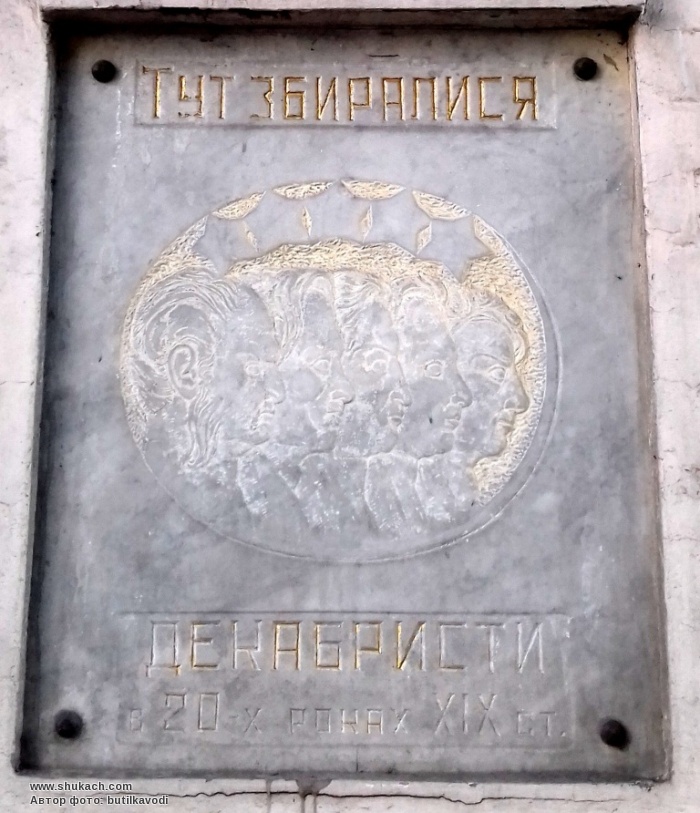 Тут збиралися
декабристи
в 20-х роках XIX ст.
www.shukach.com
Автор фото: butilkavodi